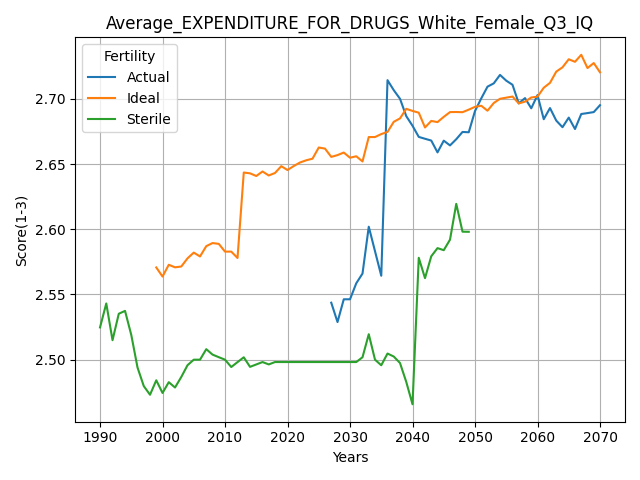 Average_EXPENDITURE_FOR_DRUGS_White_Female_Q3_IQ
Fertility
Actual
Ideal
Sterile
Score(1-3)
2.70
2.65
2.60
2.55
2.50
1990 2000 2010 2020 2030 2040 2050 2060 2070
Years